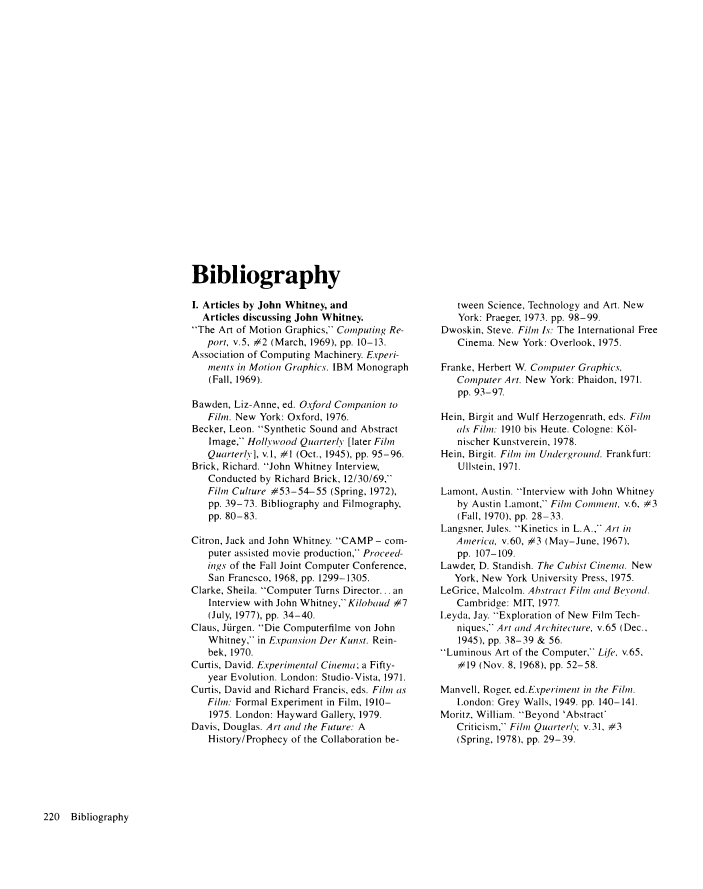 Bibliography
I. Articles by John Whitney, and
Articles discussing John Whitney.
"The Art of Motion Graphics," Computing Re-
port, v.5, #2 (March, 1969), pp. 10–13.
Association of Computing Machinery. Experi-
ments in Motion Graphics. IBM Monograph
(Fall, 1969).
Bawden, Liz-Anne, ed. Oxford Companion to
Film. New York: Oxford, 1976.
Becker, Leon. "Synthetic Sound and Abstract
Image," Hollywood Quarterly [later Film
Quarterly], v.1, #1 (Oct., 1945), pp. 95–96.
Brick, Richard. "John Whitney Interview,
Conducted by Richard Brick, 12/30/69,"
Film Culture #53–54–55 (Spring, 1972),
pp. 39–73. Bibliography and Filmography,
pp. 80–83.
Citron, Jack and John Whitney. "CAMP – com-
puter assisted movie production," Proceed-
ings of the Fall Joint Computer Conference,
San Francsco, 1968, pp. 1299–1305.
Clarke, Sheila. "Computer Turns Director. . . an
Interview with John Whitney," Kilobaud #7
(July, 1977), pp. 34–40.
Claus, Jürgen. "Die Computerfilme von John
Whitney," in Expansion Der Kunst. Rein-
bek, 1970.
Curtis, David. Experimental Cinema; a Fifty-
year Evolution. London: Studio-Vista, 1971.
Curtis, David and Richard Francis, eds. Film as
Film: Formal Experiment in Film, 1910–
1975. London: Hayward Gallery, 1979.
Davis, Douglas. Art and the Future: A
History/Prophecy of the Collaboration be-
tween Science, Technology and Art. New
York: Praeger, 1973. pp. 98–99.
Dwoskin, Steve. Film Is: The International Free
Cinema. New York: Overlook, 1975.
Franke, Herbert W. Computer Graphics,
Computer Art. New York: Phaidon, 1971.
pp. 93–97.
Hein, Birgit and Wulf Herzogenrath, eds. Film
als Film: 1910 bis Heute. Cologne: Köl-
nischer Kunstverein, 1978.
Hein, Birgit. Film im Underground. Frankfurt:
Ullstein, 1971.
Lamont, Austin. "Interview with John Whitney
by Austin Lamont," Film Comment, v.6, #3
(Fall, 1970), pp. 28–33.
Langsner, Jules. "Kinetics in L.A.," Art in
America, v.60, #3 (May–June, 1967),
pp. 107–109.
Lawder, D. Standish. The Cubist Cinema. New
York, New York University Press, 1975.
LeGrice, Malcolm. Abstract Film and Beyond.
Cambridge: MIT, 1977.
Leyda, Jay. "Exploration of New Film Tech-
niques," Art and Architecture, v.65 (Dec.,
1945), pp. 38–39 & 56.
"Luminous Art of the Computer," Life, v.65,
#19 (Nov. 8, 1968), pp. 52–58.
Manvell, Roger, ed.Experiment in the Film.
London: Grey Walls, 1949. pp. 140–141.
Moritz, William. "Beyond 'Abstract'
Criticism," Film Quarterly, v.31, #3
(Spring, 1978), pp. 29–39.
220 Bibliography